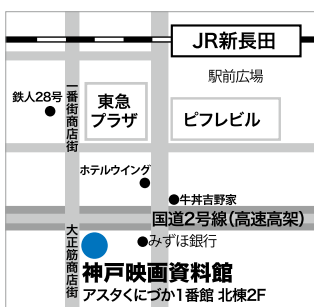 JR新長田
駅前広場
鉄人28号
一番街商店街
東急
プラザ
ピフレビル
ホテルウイング
牛丼吉野家
国道2号線（高速高架）
大正筋商店街
みずほ銀行
神戸映画資料館
アスタくにづか1番館 北棟2F